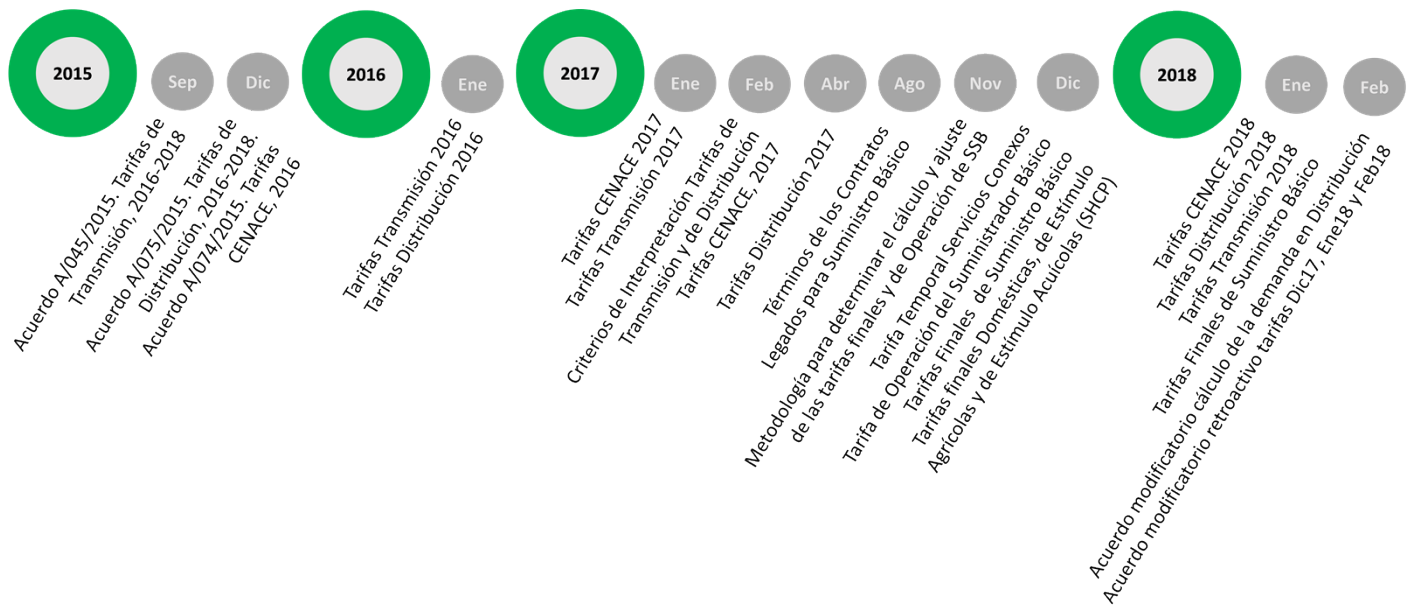 2015
Sep
Acuerdo A/045/2015. Tarifas de
Transmisión, 2016-2018
Dic
Acuerdo A/075/2015. Tarifas de
Distribución, 2016-2018.
Acuerdo A/074/2015. Tarifas
CENACE, 2016
2016
Ene
Tarifas Transmisión 2016
Tarifas Distribución 2016
2017
Ene
Tarifas CENACE 2017
Tarifas Transmisión 2017
Feb
Criterios de Interpretación Tarifas de
Transmisión y de Distribución
Tarifas CENACE, 2017
Abr
Tarifas Distribución 2017
Ago
Términos de los Contratos
Legados para Suministro Básico
Nov
Metodología para determinar el cálculo y ajuste
de las tarifas finales y de Operación de SSB
Dic
Tarifa Temporal Servicios Conexos
Tarifa de Operación del Suministrador Básico
Tarifas Finales de Suministro Básico
Tarifas finales Domésticas, de Estímulo
Agrícolas y de Estímulo Acuícolas (SHCP)
2018
Ene
Tarifas CENACE 2018
Tarifas Distribución 2018
Tarifas Transmisión 2018
Tarifas Finales de Suministro Básico
Feb
Acuerdo modificatorio cálculo de la demanda en Distribución
Acuerdo modificatorio retroactivo tarifas Dic17, Ene18 y Feb18